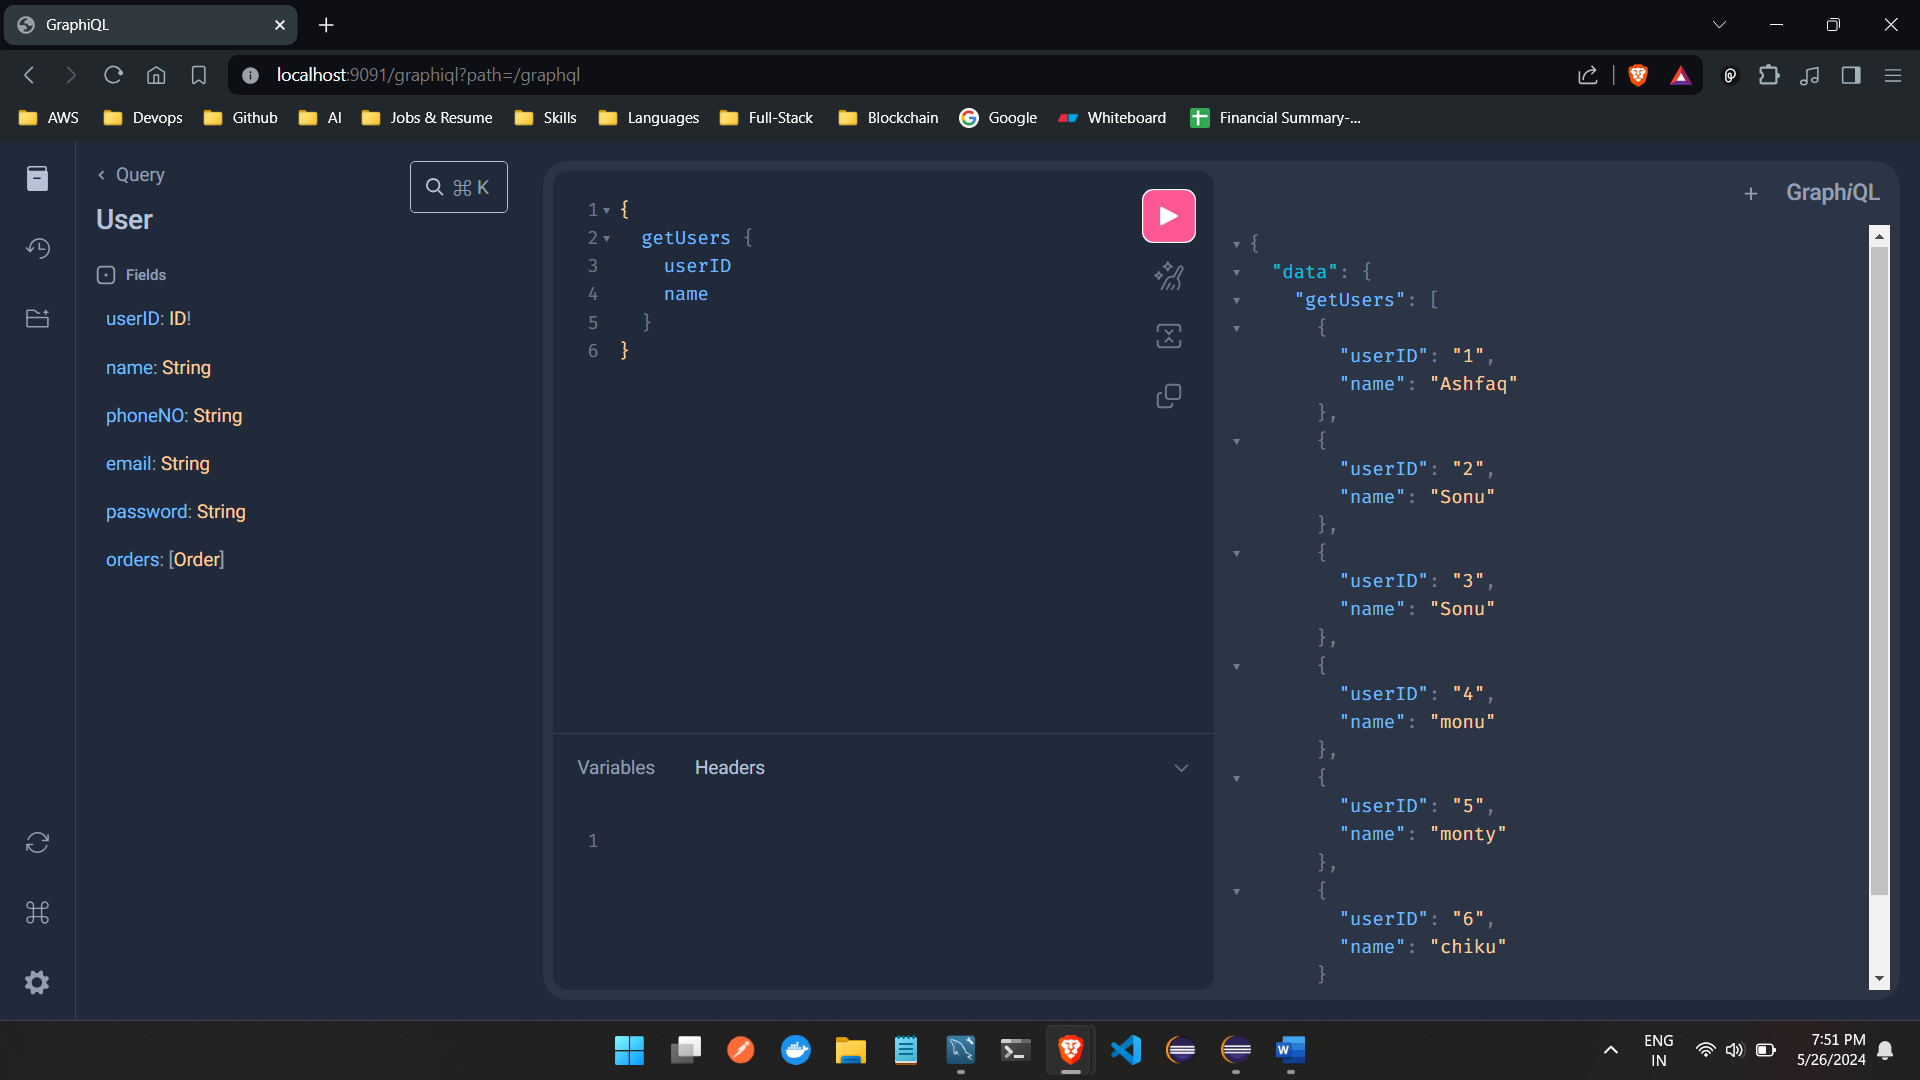 GraphiQL
localhost:9091/graphiql?path=/graphql
AWS Devops Github AI Jobs & Resume Skills Languages Full-Stack Blockchain Google Whiteboard Financial Summary-...
Query
⌘ K
User
Fields
userID: ID!
name: String
phoneNO: String
email: String
password: String
orders: [Order]
1 {
2 getUsers {
3 userID
4 name
5 }
6 }
Variables Headers
1
+ GraphiQL
{
"data": {
"getUsers": [
{
"userID": "1",
"name": "Ashfaq"
},
{
"userID": "2",
"name": "Sonu"
},
{
"userID": "3",
"name": "Sonu"
},
{
"userID": "4",
"name": "monu"
},
{
"userID": "5",
"name": "monty"
},
{
"userID": "6",
"name": "chiku"
}
ENG
IN
7:51 PM
5/26/2024